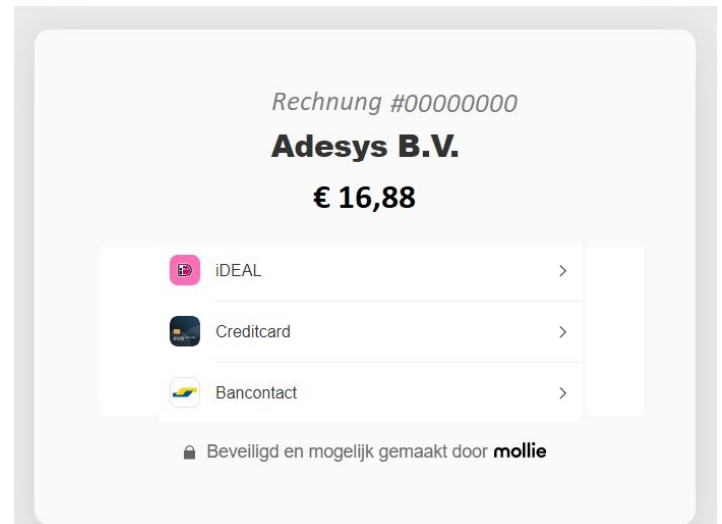 Rechnung #00000000
Adesys B.V.
€ 16,88
iDEAL
Creditcard
Bancontact
Beveiligd en mogelijk gemaakt door mollie